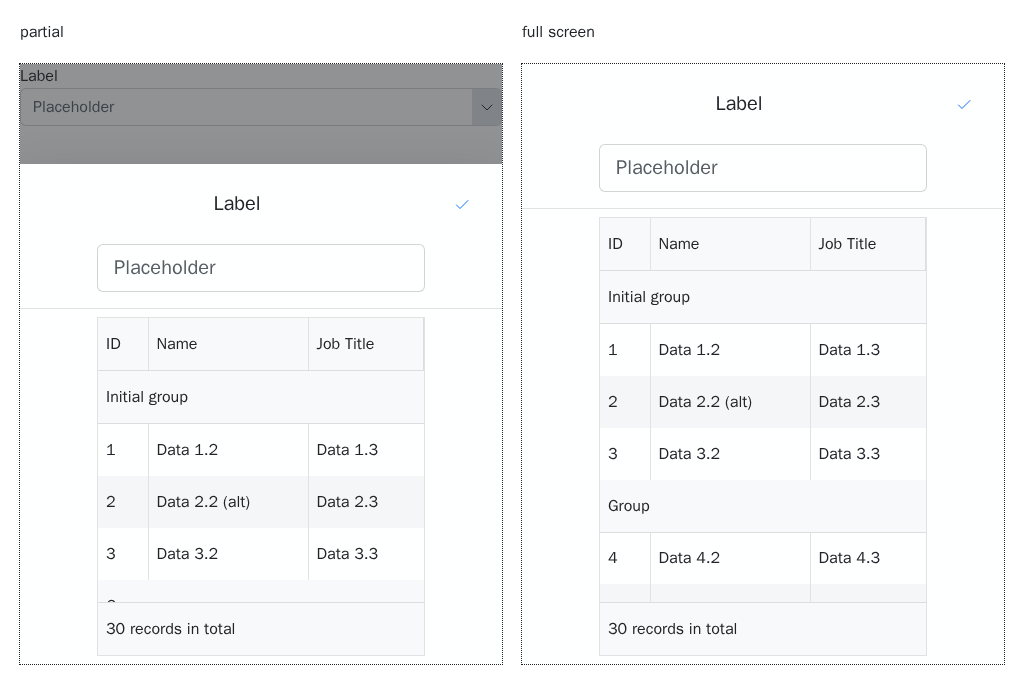 partial
Label
Placeholder
Label
Placeholder
ID Name Job Title
Initial group
1 Data 1.2 Data 1.3
2 Data 2.2 (alt) Data 2.3
3 Data 3.2 Data 3.3
30 records in total
full screen
Label
Placeholder
ID Name Job Title
Initial group
1 Data 1.2 Data 1.3
2 Data 2.2 (alt) Data 2.3
3 Data 3.2 Data 3.3
Group
4 Data 4.2 Data 4.3
30 records in total